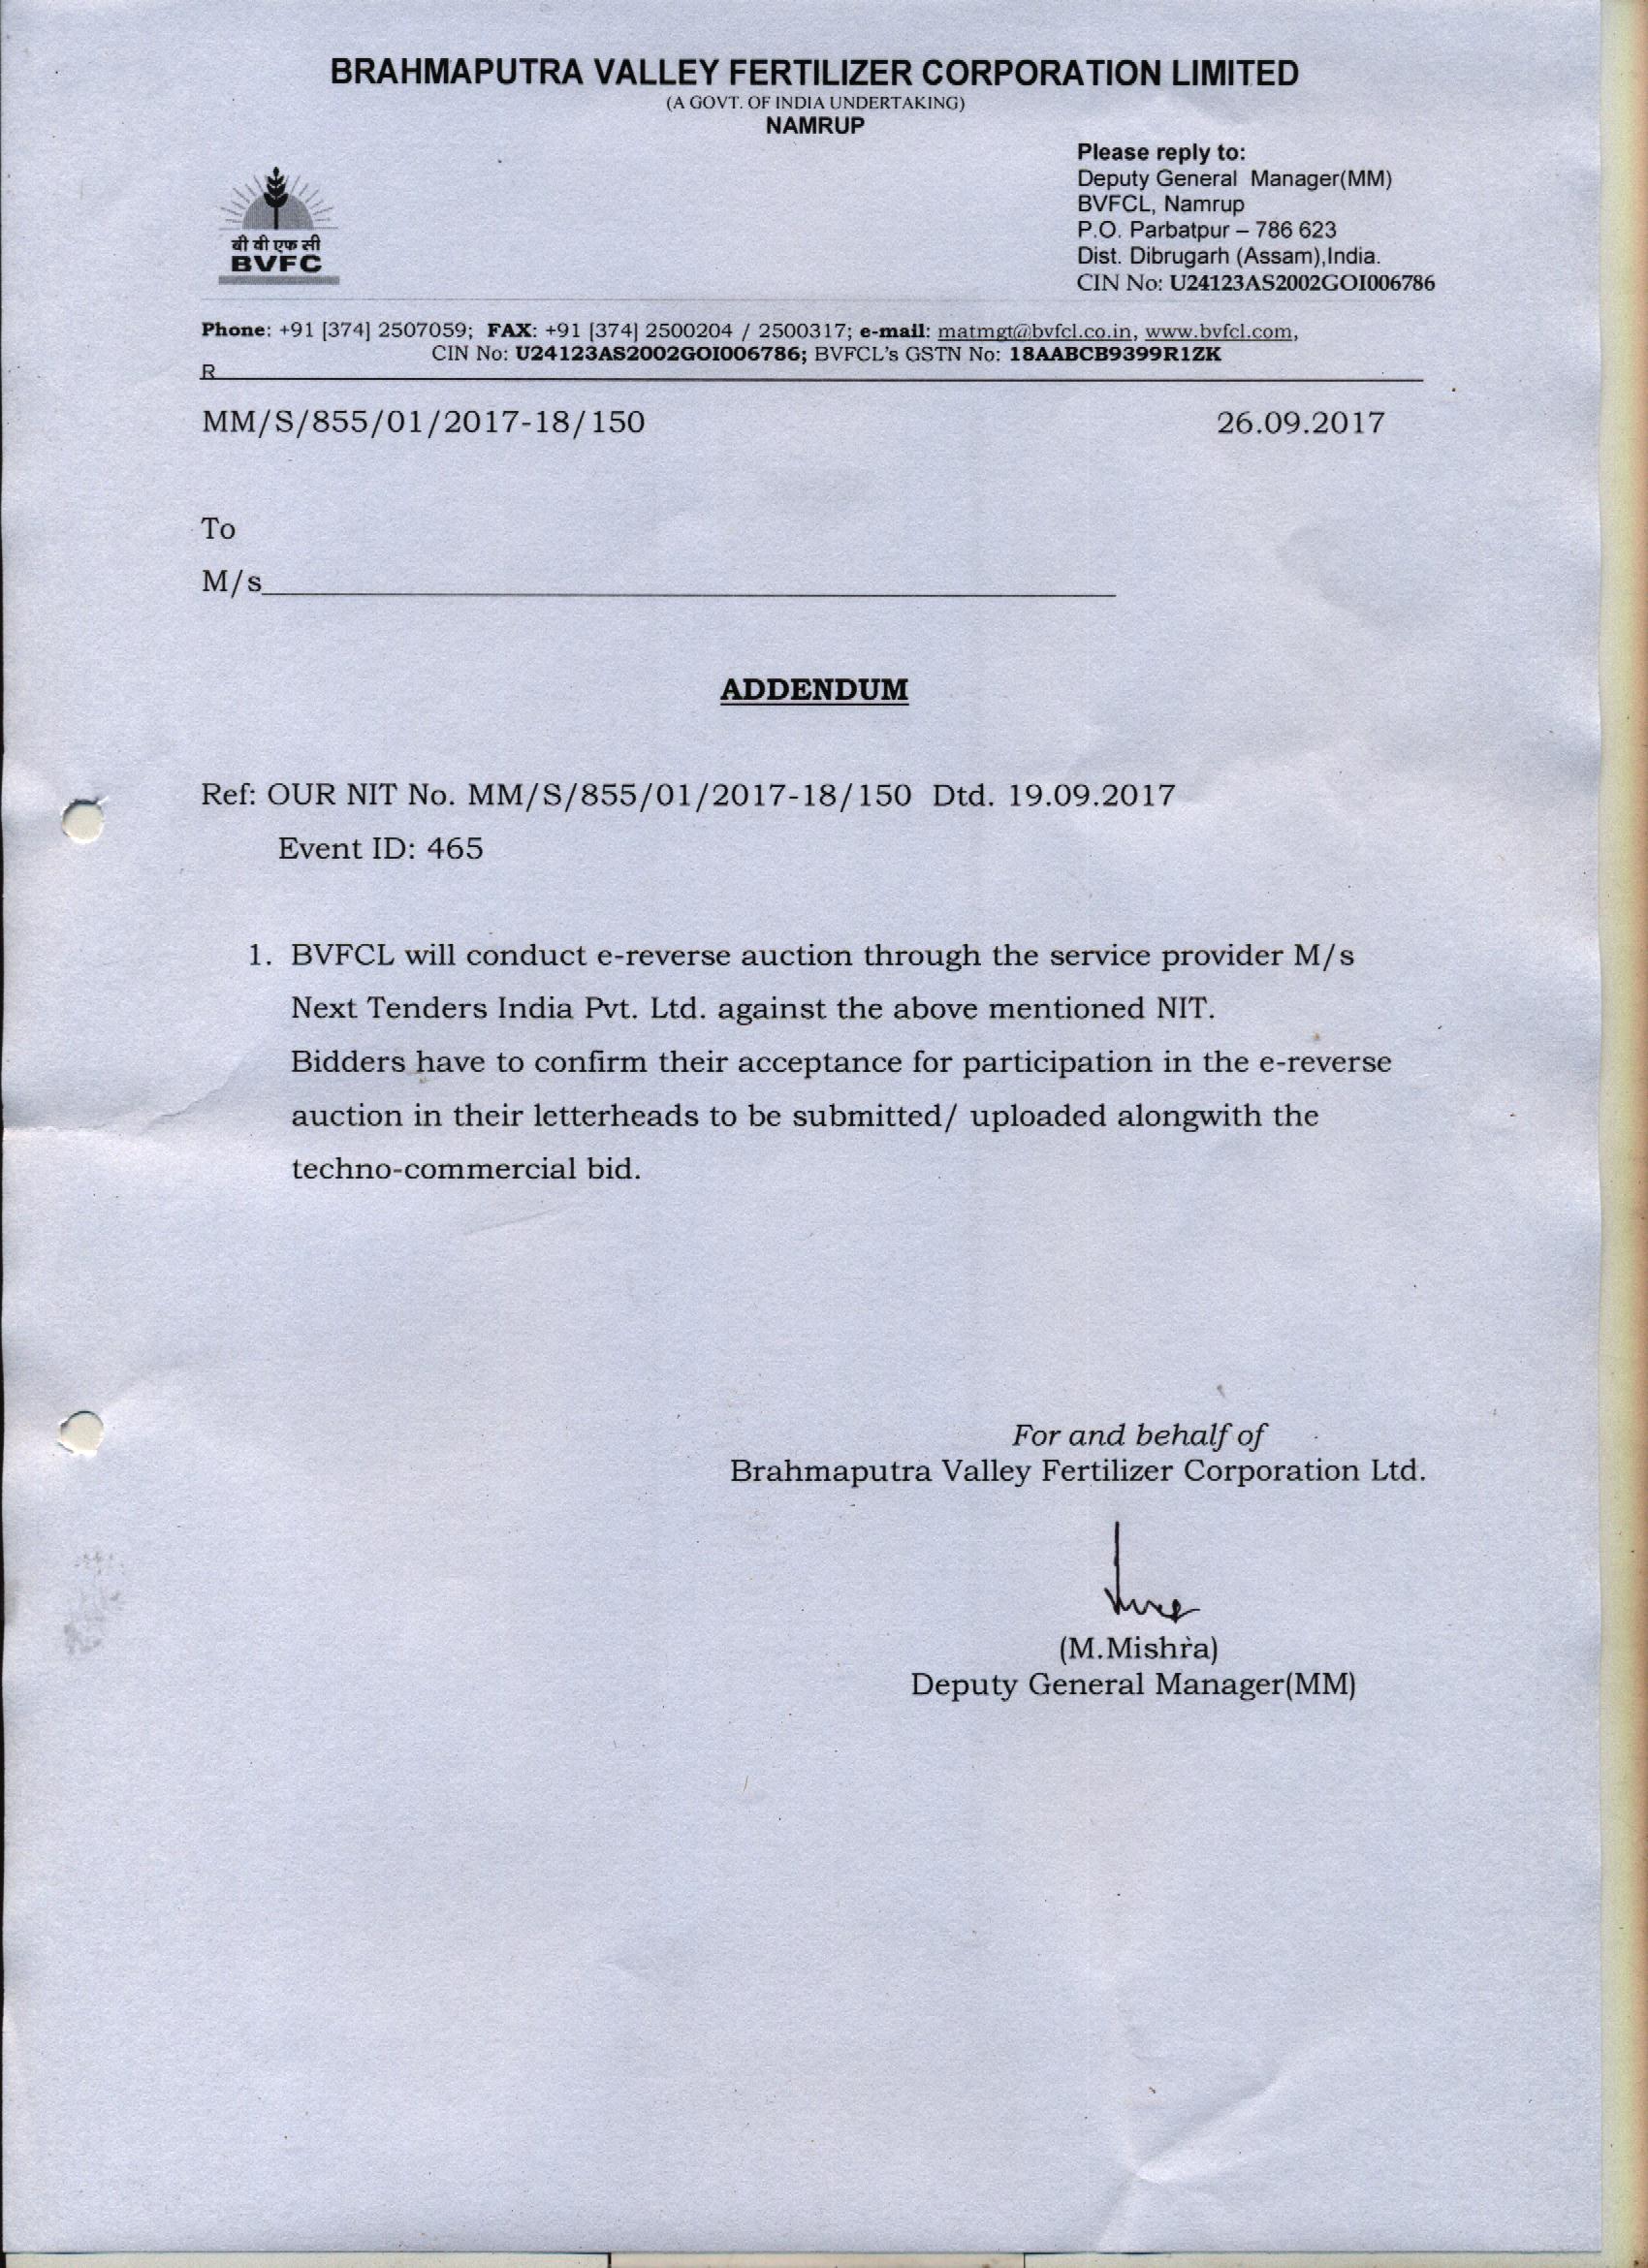 BRAHMAPUTRA VALLEY FERTILIZER CORPORATION LIMITED
(A GOVT. OF INDIA UNDERTAKING)
NAMRUP
Please reply to:
Deputy General Manager(MM)
BVFCL, Namrup
P.O. Parbatpur – 786 623
Dist. Dibrugarh (Assam),India.
CIN No: U24123AS2002GOI006786
बी वी एफ सी
BVFC
Phone: +91 [374] 2507059; FAX: +91 [374] 2500204 / 2500317; e-mail: matmgt@bvfcl.co.in, www.bvfcl.com,
CIN No: U24123AS2002GOI006786; BVFCL's GSTN No: 18AABCB9399R1ZK
R
MM/S/855/01/2017-18/150 26.09.2017
To
M/s
ADDENDUM
Ref: OUR NIT No. MM/S/855/01/2017-18/150 Dtd. 19.09.2017
Event ID: 465
1. BVFCL will conduct e-reverse auction through the service provider M/s
Next Tenders India Pvt. Ltd. against the above mentioned NIT.
Bidders have to confirm their acceptance for participation in the e-reverse
auction in their letterheads to be submitted/ uploaded alongwith the
techno-commercial bid.
For and behalf of
Brahmaputra Valley Fertilizer Corporation Ltd.
(M.Mishra)
Deputy General Manager(MM)